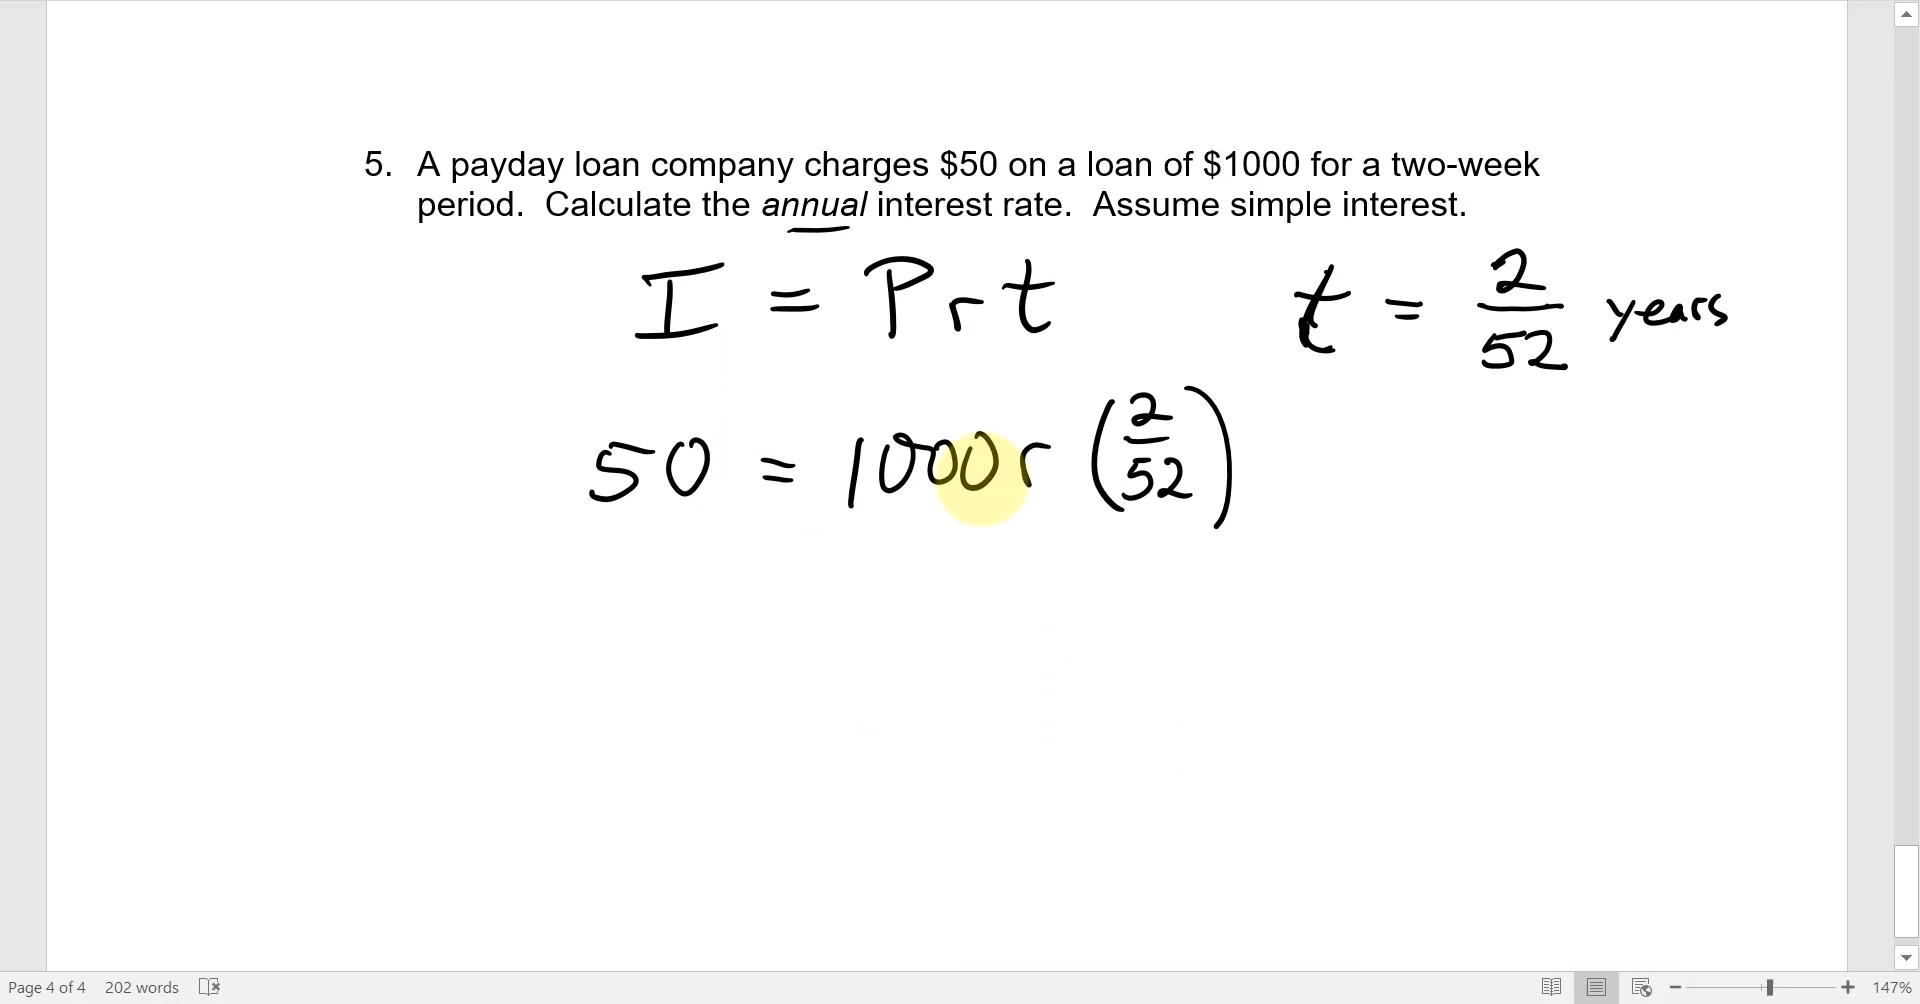 5. A payday loan company charges $50 on a loan of $1000 for a two-week
period. Calculate the annual interest rate. Assume simple interest.
I = Prt
t = 2/52 years
50 = 1000r (2/52)
Page 4 of 4 202 words 147%